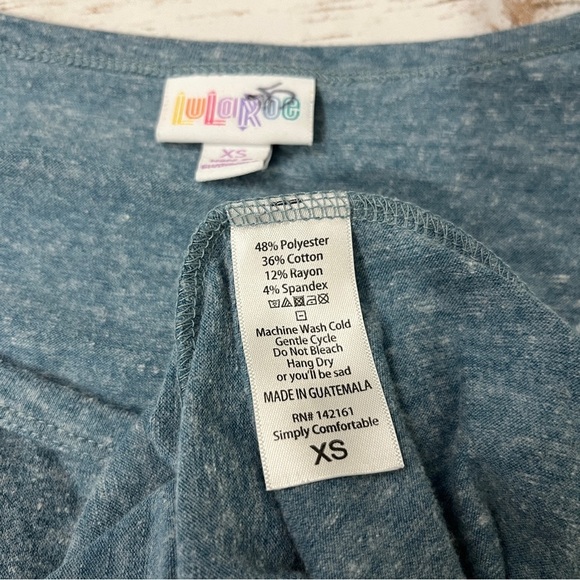 LuLaRoe
XS
48% Polyester
36% Cotton
12% Rayon
4% Spandex
Machine Wash Cold
Gentle Cycle
Do Not Bleach
Hang Dry
or you'll be sad
MADE IN GUATEMALA
RN# 142161
Simply Comfortable
XS